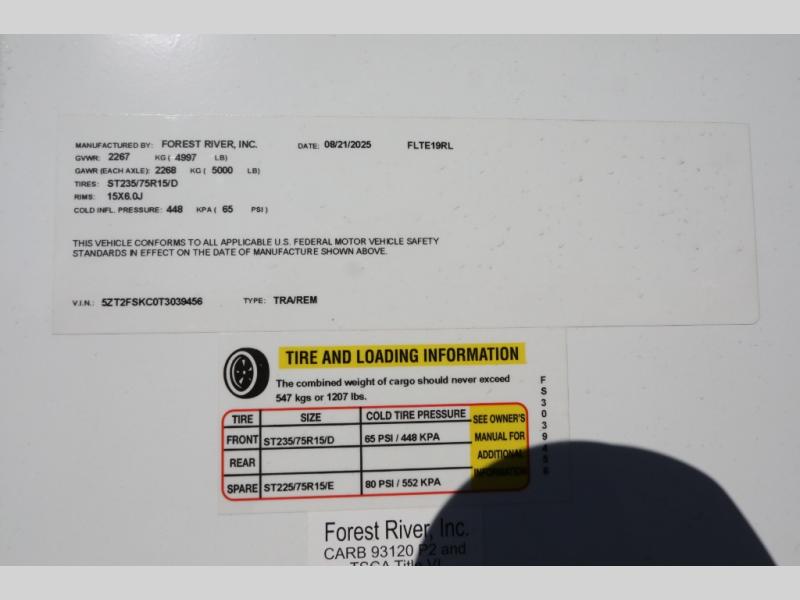 MANUFACTURED BY: FOREST RIVER, INC. DATE: 08/21/2025 FLTE19RL
GVWR: 2267 KG ( 4997 LB)
GAWR (EACH AXLE): 2268 KG ( 5000 LB)
TIRES: ST235/75R15/D
RIMS: 15X6.0J
COLD INFL. PRESSURE: 448 KPA ( 65 PSI )
THIS VEHICLE CONFORMS TO ALL APPLICABLE U.S. FEDERAL MOTOR VEHICLE SAFETY
STANDARDS IN EFFECT ON THE DATE OF MANUFACTURE SHOWN ABOVE.
V.I.N.: 5ZT2FSKC0T3039456 TYPE: TRA/REM
TIRE AND LOADING INFORMATION
The combined weight of cargo should never exceed
547 kgs or 1207 lbs.
TIRE SIZE COLD TIRE PRESSURE SEE OWNER'S
FRONT ST235/75R15/D 65 PSI / 448 KPA MANUAL FOR
REAR ADDITIONAL
INFORMATION
SPARE ST225/75R15/E 80 PSI / 552 KPA
FS3039456
Forest River, Inc.
CARB 93120 P2 and
TSCA Title VI